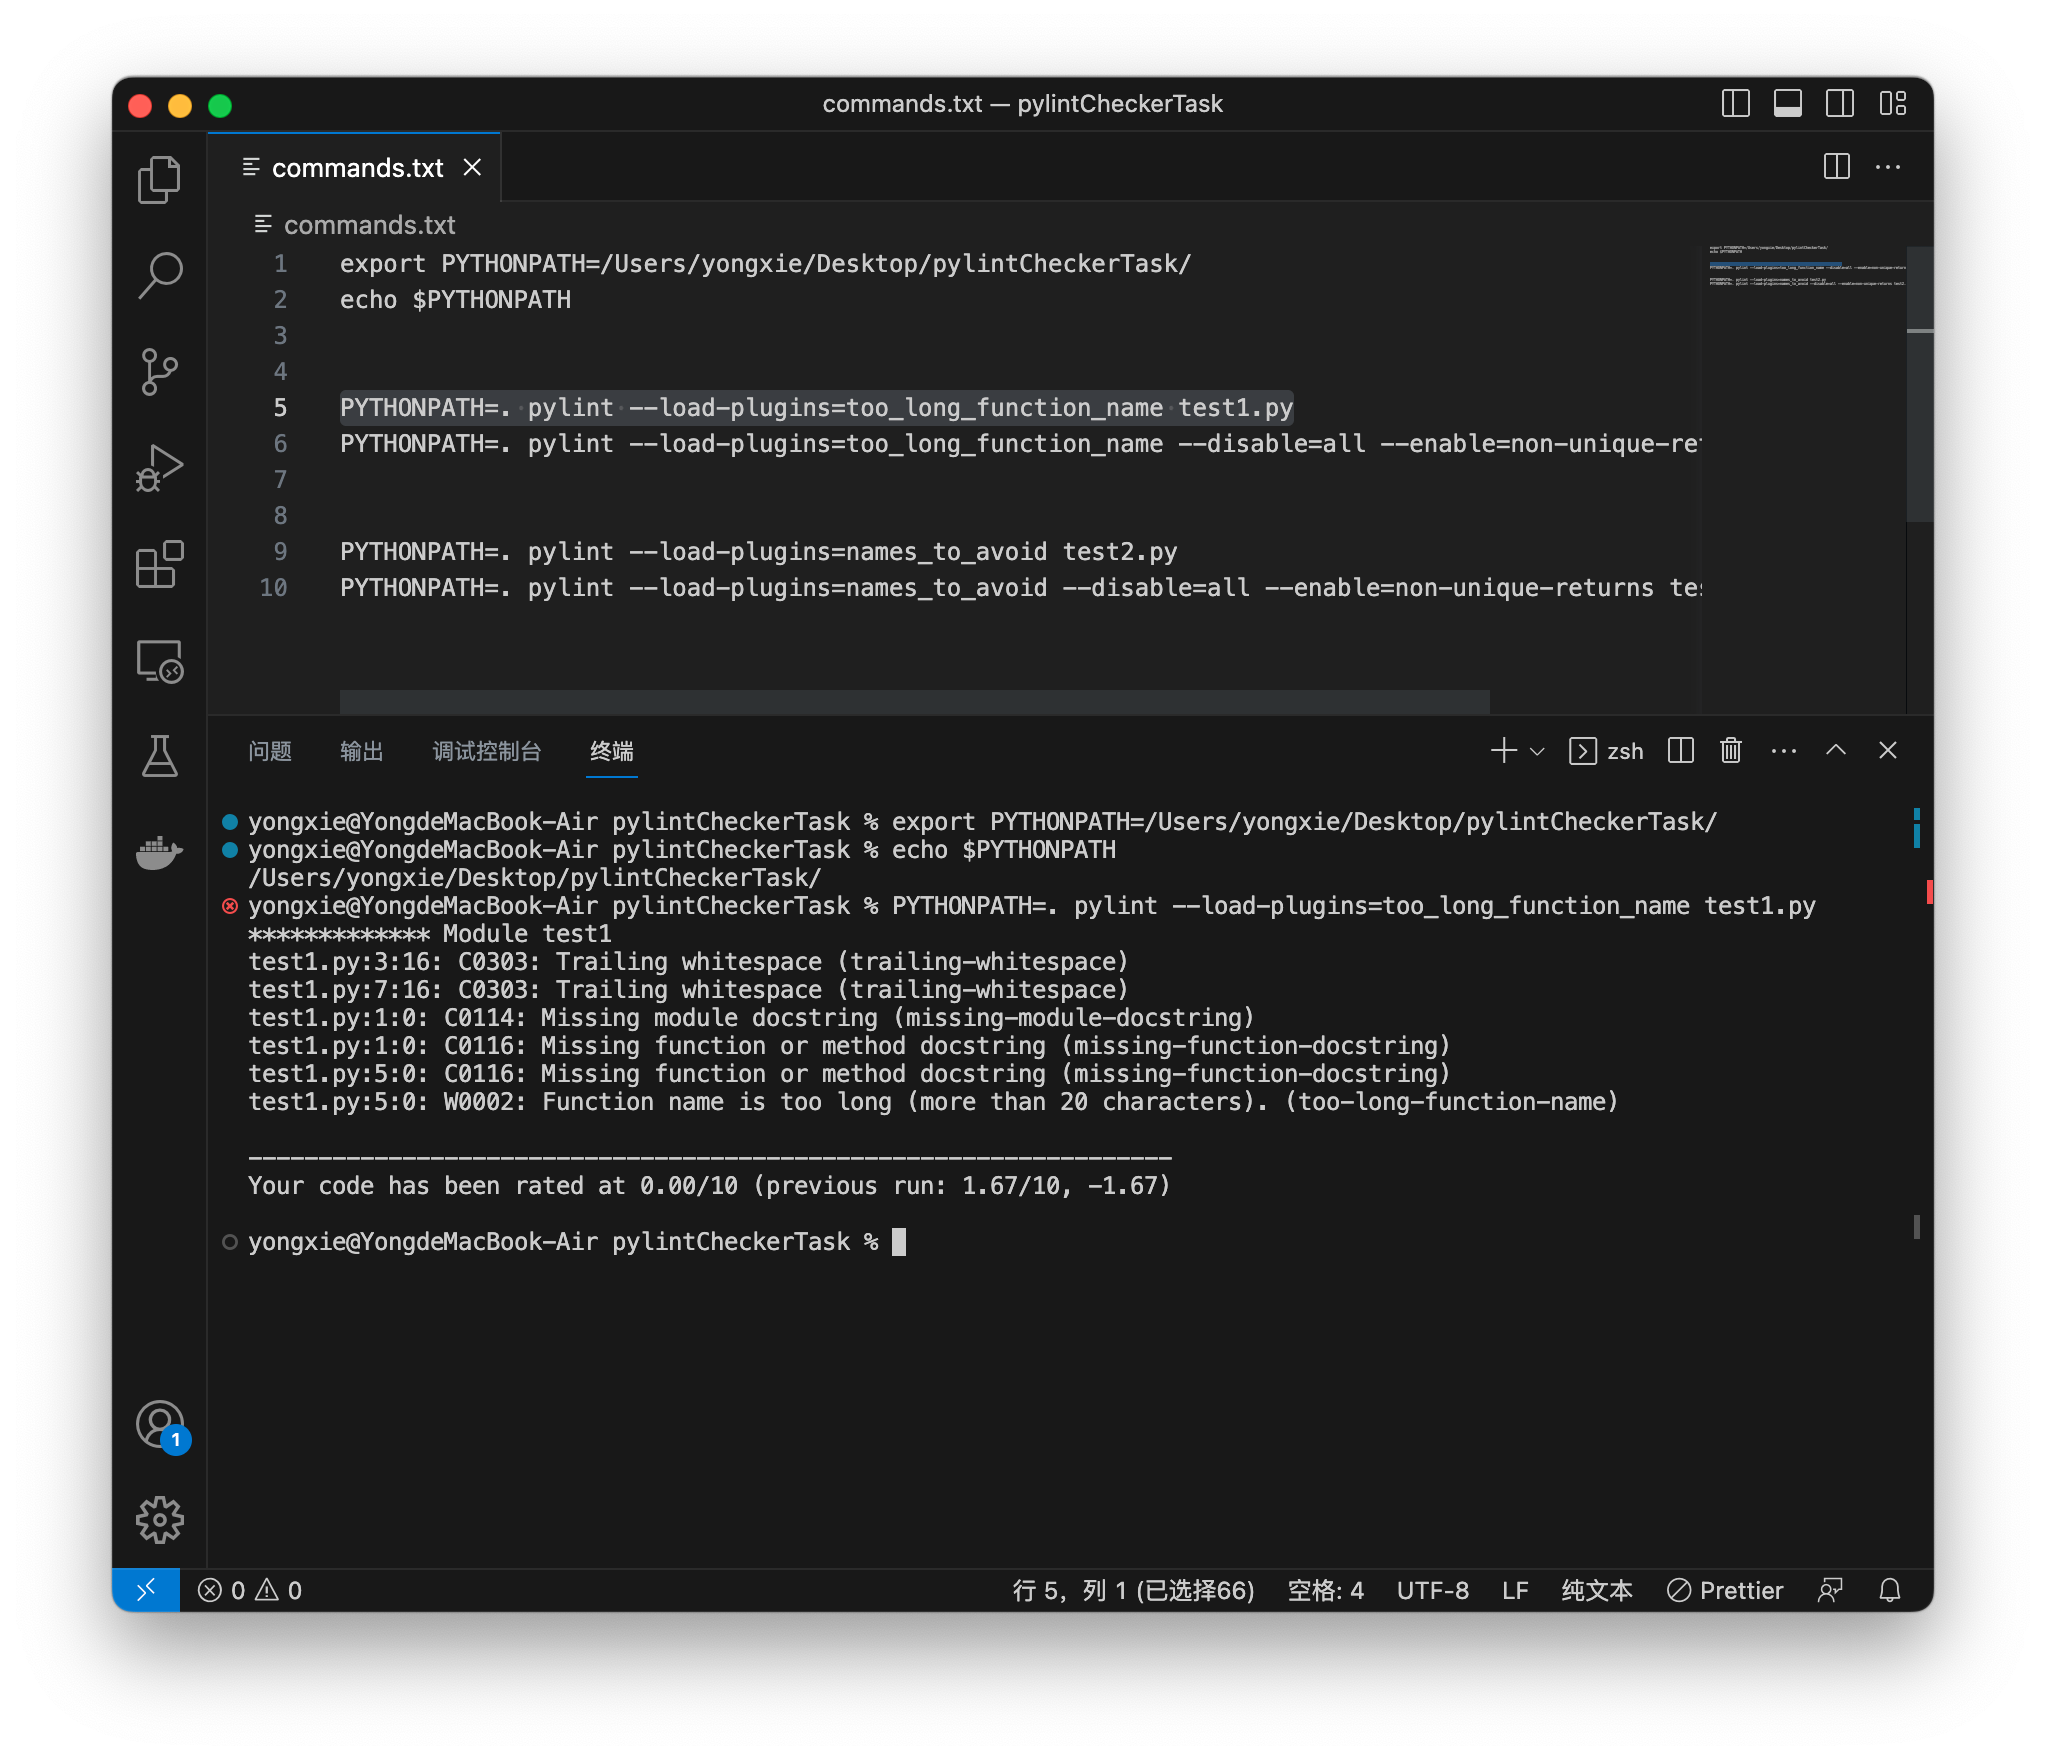 commands.txt — pylintCheckerTask
commands.txt
commands.txt
1 export PYTHONPATH=/Users/yongxie/Desktop/pylintCheckerTask/
2 echo $PYTHONPATH
3
4
5 PYTHONPATH=. pylint --load-plugins=too_long_function_name test1.py
6 PYTHONPATH=. pylint --load-plugins=too_long_function_name --disable=all --enable=non-unique-ret
7
8
9 PYTHONPATH=. pylint --load-plugins=names_to_avoid test2.py
10 PYTHONPATH=. pylint --load-plugins=names_to_avoid --disable=all --enable=non-unique-returns tes
问题 输出 调试控制台 终端 zsh
yongxie@YongdeMacBook-Air pylintCheckerTask % export PYTHONPATH=/Users/yongxie/Desktop/pylintCheckerTask/
yongxie@YongdeMacBook-Air pylintCheckerTask % echo $PYTHONPATH
/Users/yongxie/Desktop/pylintCheckerTask/
yongxie@YongdeMacBook-Air pylintCheckerTask % PYTHONPATH=. pylint --load-plugins=too_long_function_name test1.py
************* Module test1
test1.py:3:16: C0303: Trailing whitespace (trailing-whitespace)
test1.py:7:16: C0303: Trailing whitespace (trailing-whitespace)
test1.py:1:0: C0114: Missing module docstring (missing-module-docstring)
test1.py:1:0: C0116: Missing function or method docstring (missing-function-docstring)
test1.py:5:0: C0116: Missing function or method docstring (missing-function-docstring)
test1.py:5:0: W0002: Function name is too long (more than 20 characters). (too-long-function-name)
------------------------------------------------------------------
Your code has been rated at 0.00/10 (previous run: 1.67/10, -1.67)
yongxie@YongdeMacBook-Air pylintCheckerTask %
1
0 0 行 5，列 1 (已选择66) 空格: 4 UTF-8 LF 纯文本 Prettier